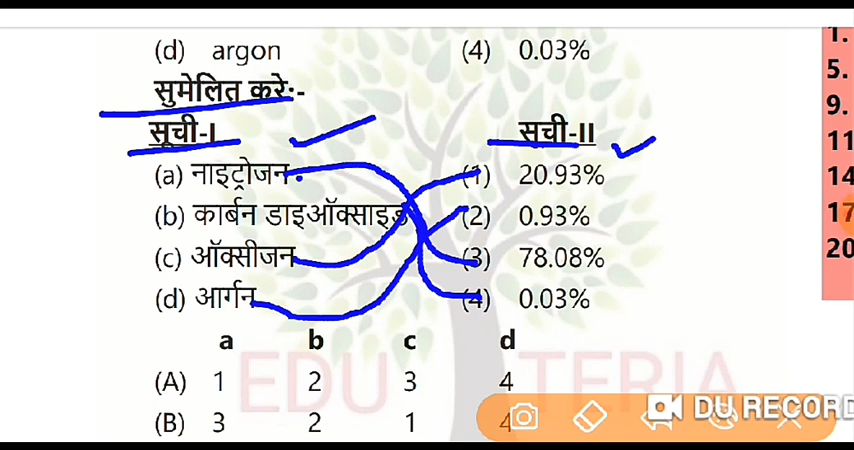 (d) argon (4) 0.03%
सुमेलित करेः-
सूची-I सची-II
(a) नाइट्रोजन (1) 20.93%
(b) कार्बन डाइऑक्साइड (2) 0.93%
(c) ऑक्सीजन (3) 78.08%
(d) आर्गन (4) 0.03%
a b c d
(A) 1 2 3 4
(B) 3 2 1 4
EDU TERIA
DU RECORD
1.
5.
9.
11
14
17
20